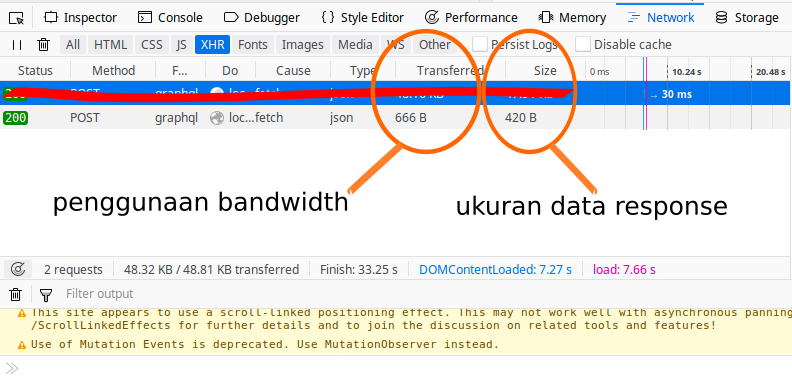 Inspector Console Debugger Style Editor Performance Memory Network Storage
All HTML CSS JS XHR Fonts Images Media WS Other Persist Logs Disable cache
Status Method F... Do Cause Type Transferred Size 0 ms 10.24 s 20.48 s
POST graphql loc... fetch json → 30 ms
200 POST graphql loc... fetch json 666 B 420 B
penggunaan bandwidth
ukuran data response
2 requests 48.32 KB / 48.81 KB transferred Finish: 33.25 s DOMContentLoaded: 7.27 s load: 7.66 s
Filter output
This site appears to use a scroll-linked positioning effect. This may not work well with asynchronous panning
/ScrollLinkedEffects for further details and to join the discussion on related tools and features!
Use of Mutation Events is deprecated. Use MutationObserver instead.